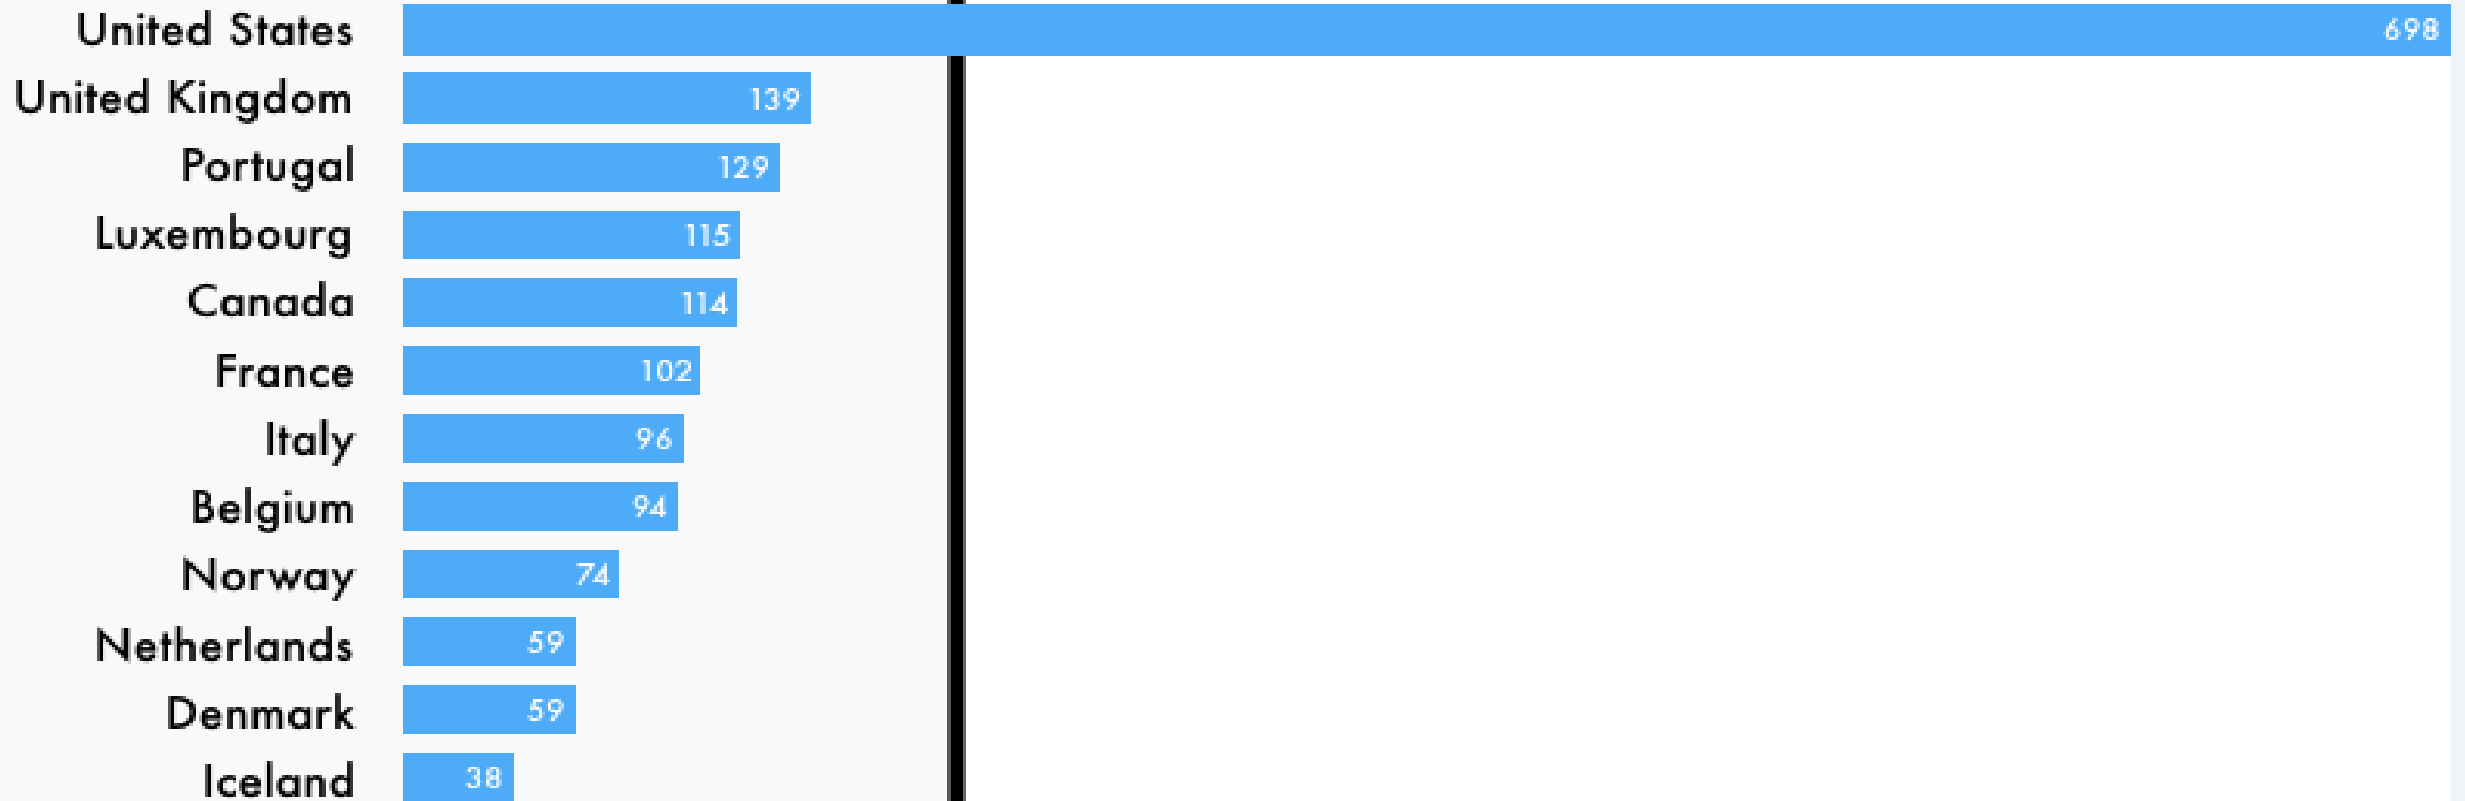 United States 698
United Kingdom 139
Portugal 129
Luxembourg 115
Canada 114
France 102
Italy 96
Belgium 94
Norway 74
Netherlands 59
Denmark 59
Iceland 38